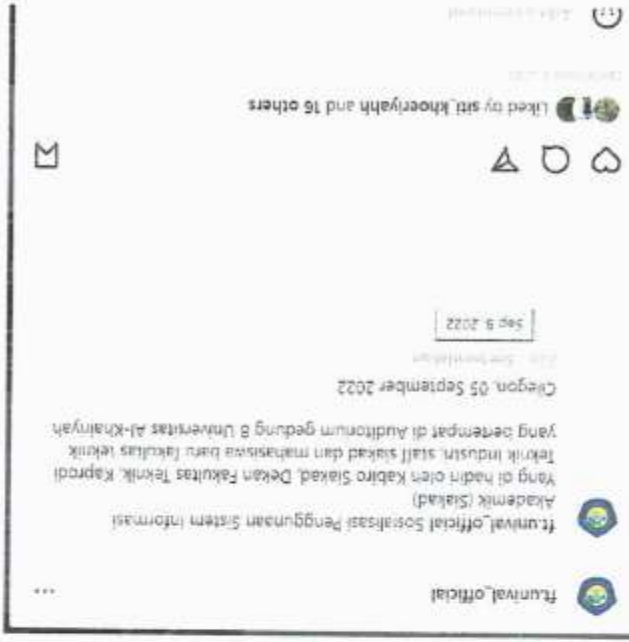 ft.unival_official
ft.unival_official Sosialisasi Penggunaan Sistem Informasi
Akademik (Siakad)
Yang di hadiri oleh Kabiro Siakad, Dekan Fakultas Teknik, Kaprodi
Teknik Industri, staff siakad dan mahasiswa baru fakultas teknik
yang bertempat di Auditorium gedung B Universitas Al-Khairiyah
Cilegon, 05 September 2022
Sep 9, 2022
Liked by siti_khoeriyahh and 16 others